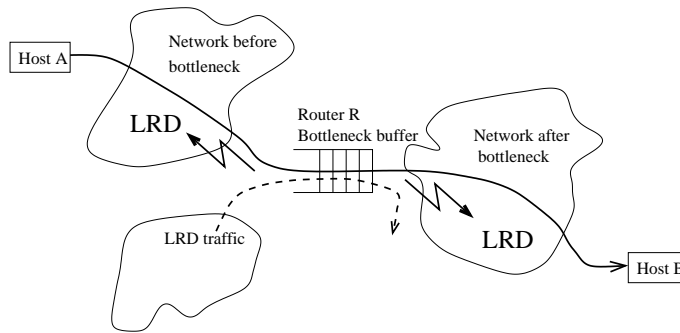 Host A
Network before
bottleneck
LRD
Router R
Bottleneck buffer
Network after
bottleneck
LRD traffic
LRD
Host B